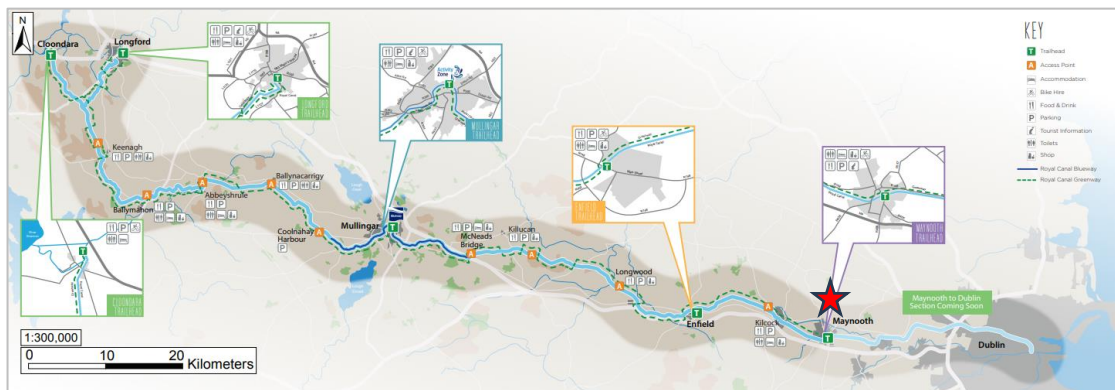 N
Cloondara
Longford
LONGFORD
TRAILHEAD
Activity
Zone
MULLINGAR
TRAILHEAD
KEY
T Trailhead
A Access Point
Accommodation
Bike Hire
Food & Drink
P Parking
Tourist Information
Toilets
Shop
Royal Canal Blueway
Royal Canal Greenway
Keenagh
Ballymahon
Abbeyshrule
Ballynacarrigy
Coolnahay
Harbour
Mullingar
McNeads
Bridge
Killucan
ENFIELD
TRAILHEAD
MAYNOOTH
TRAILHEAD
CLOONDARA
TRAILHEAD
Longwood
Enfield
Kilcock
Maynooth
Maynooth to Dublin
Section Coming Soon
Dublin
1:300,000
0 10 20
Kilometers